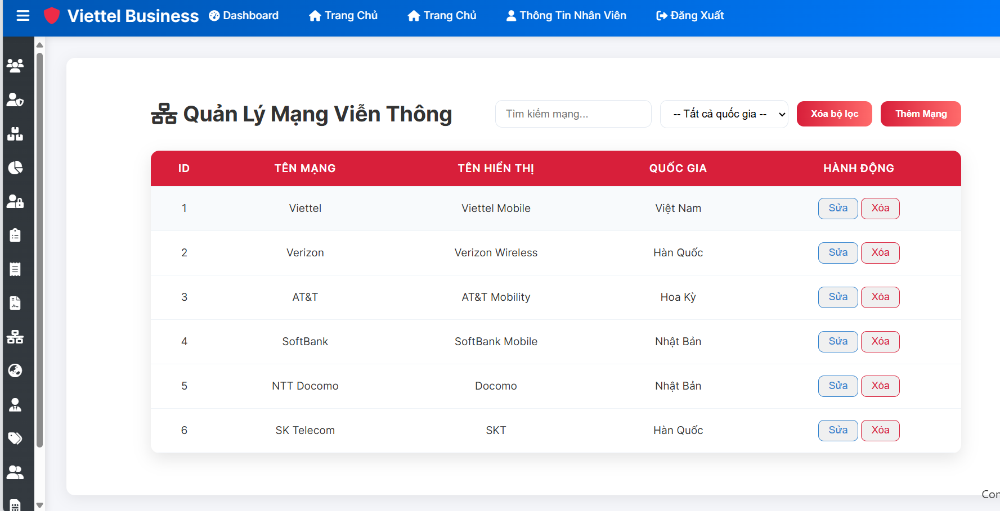 Viettel Business Dashboard Trang Chủ Trang Chủ Thông Tin Nhân Viên Đăng Xuất
Quản Lý Mạng Viễn Thông Tìm kiếm mạng... -- Tất cả quốc gia -- Xóa bộ lọc Thêm Mạng
ID TÊN MẠNG TÊN HIỂN THỊ QUỐC GIA HÀNH ĐỘNG
1 Viettel Viettel Mobile Việt Nam Sửa Xóa
2 Verizon Verizon Wireless Hàn Quốc Sửa Xóa
3 AT&T AT&T Mobility Hoa Kỳ Sửa Xóa
4 SoftBank SoftBank Mobile Nhật Bản Sửa Xóa
5 NTT Docomo Docomo Nhật Bản Sửa Xóa
6 SK Telecom SKT Hàn Quốc Sửa Xóa